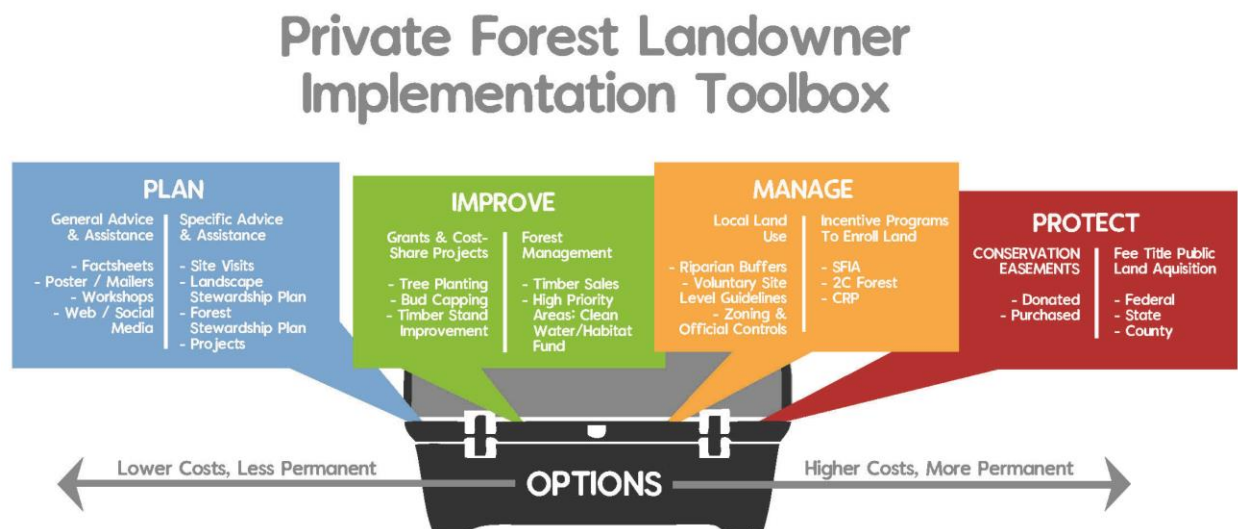 Private Forest Landowner
Implementation Toolbox
PLAN
General Advice
& Assistance
- Factsheets
- Poster / Mailers
- Workshops
- Web / Social
Media
Specific Advice
& Assistance
- Site Visits
- Landscape
Stewardship Plan
- Forest
Stewardship Plan
- Projects
IMPROVE
Grants & Cost-
Share Projects
- Tree Planting
- Bud Capping
- Timber Stand
Improvement
Forest
Management
- Timber Sales
- High Priority
Areas: Clean
Water/Habitat
Fund
MANAGE
Local Land
Use
- Riparian Buffers
- Voluntary Site
Level Guidelines
- Zoning &
Official Controls
Incentive Programs
To Enroll Land
- SFIA
- 2C Forest
- CRP
PROTECT
CONSERVATION
EASEMENTS
- Donated
- Purchased
Fee Title Public
Land Aquisition
- Federal
- State
- County
Lower Costs, Less Permanent
OPTIONS
Higher Costs, More Permanent